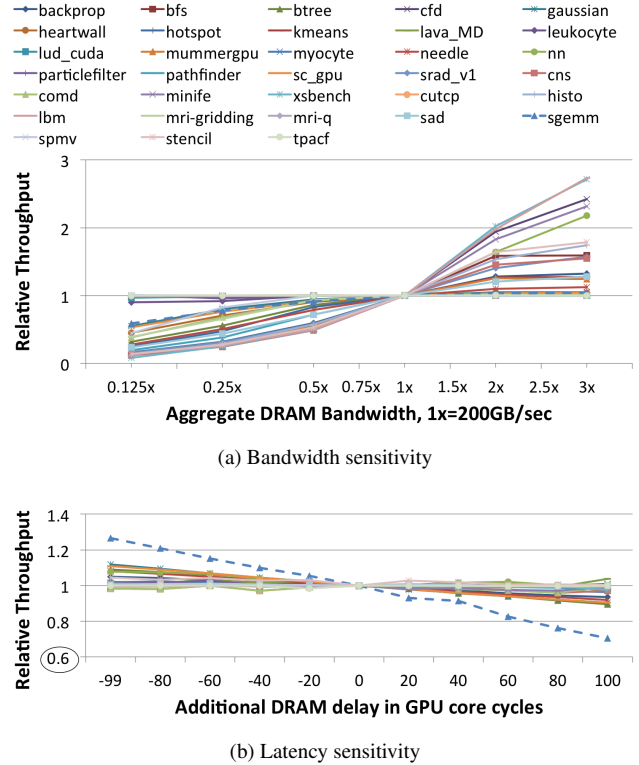 backprop bfs btree cfd gaussian
heartwall hotspot kmeans lava_MD leukocyte
lud_cuda mummergpu myocyte needle nn
particlefilter pathfinder sc_gpu srad_v1 cns
comd minife xsbench cutcp histo
lbm mri-gridding mri-q sad sgemm
spmv stencil tpacf
Relative Throughput
3
2
1
0
0.125x 0.25x 0.5x 0.75x 1x 1.5x 2x 2.5x 3x
Aggregate DRAM Bandwidth, 1x=200GB/sec
(a) Bandwidth sensitivity
Relative Throughput
1.4
1.2
1
0.8
0.6
-99 -80 -60 -40 -20 0 20 40 60 80 100
Additional DRAM delay in GPU core cycles
(b) Latency sensitivity